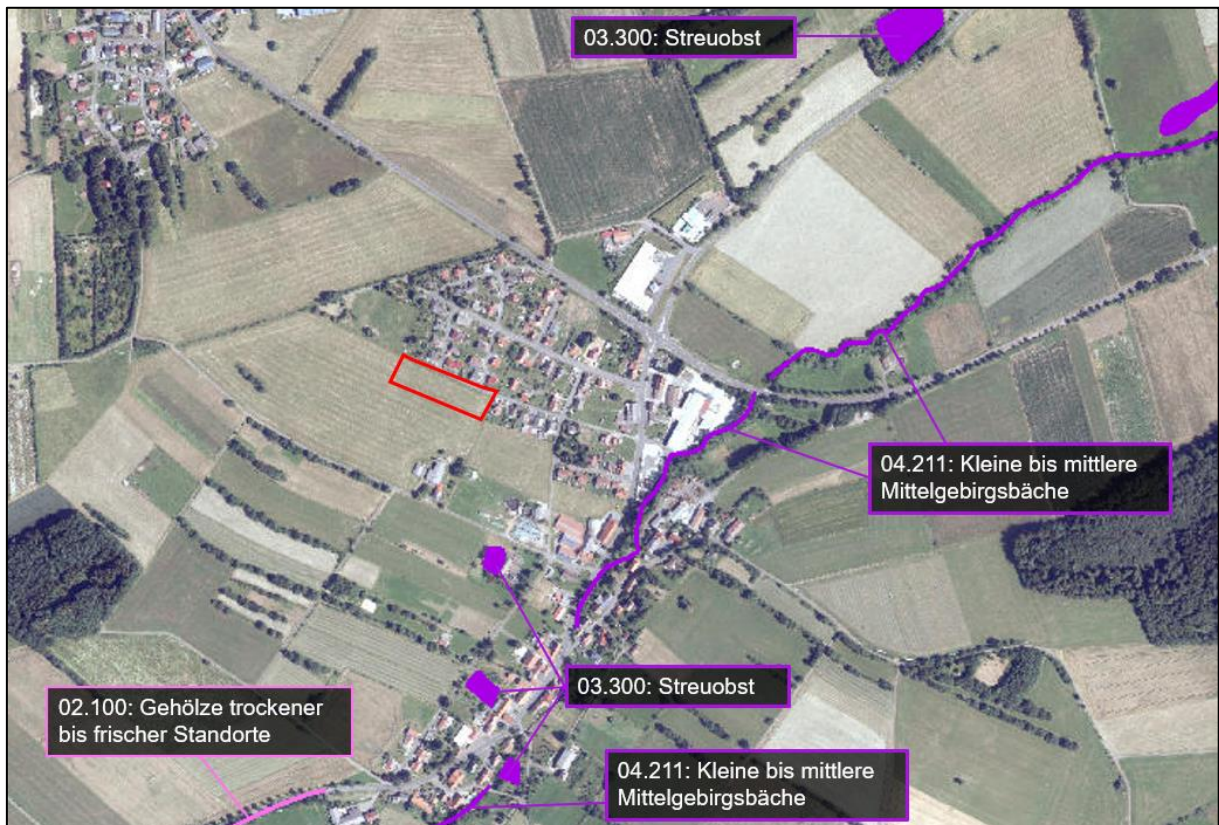 03.300: Streuobst
04.211: Kleine bis mittlere
Mittelgebirgsbäche
03.300: Streuobst
02.100: Gehölze trockener
bis frischer Standorte
04.211: Kleine bis mittlere
Mittelgebirgsbäche